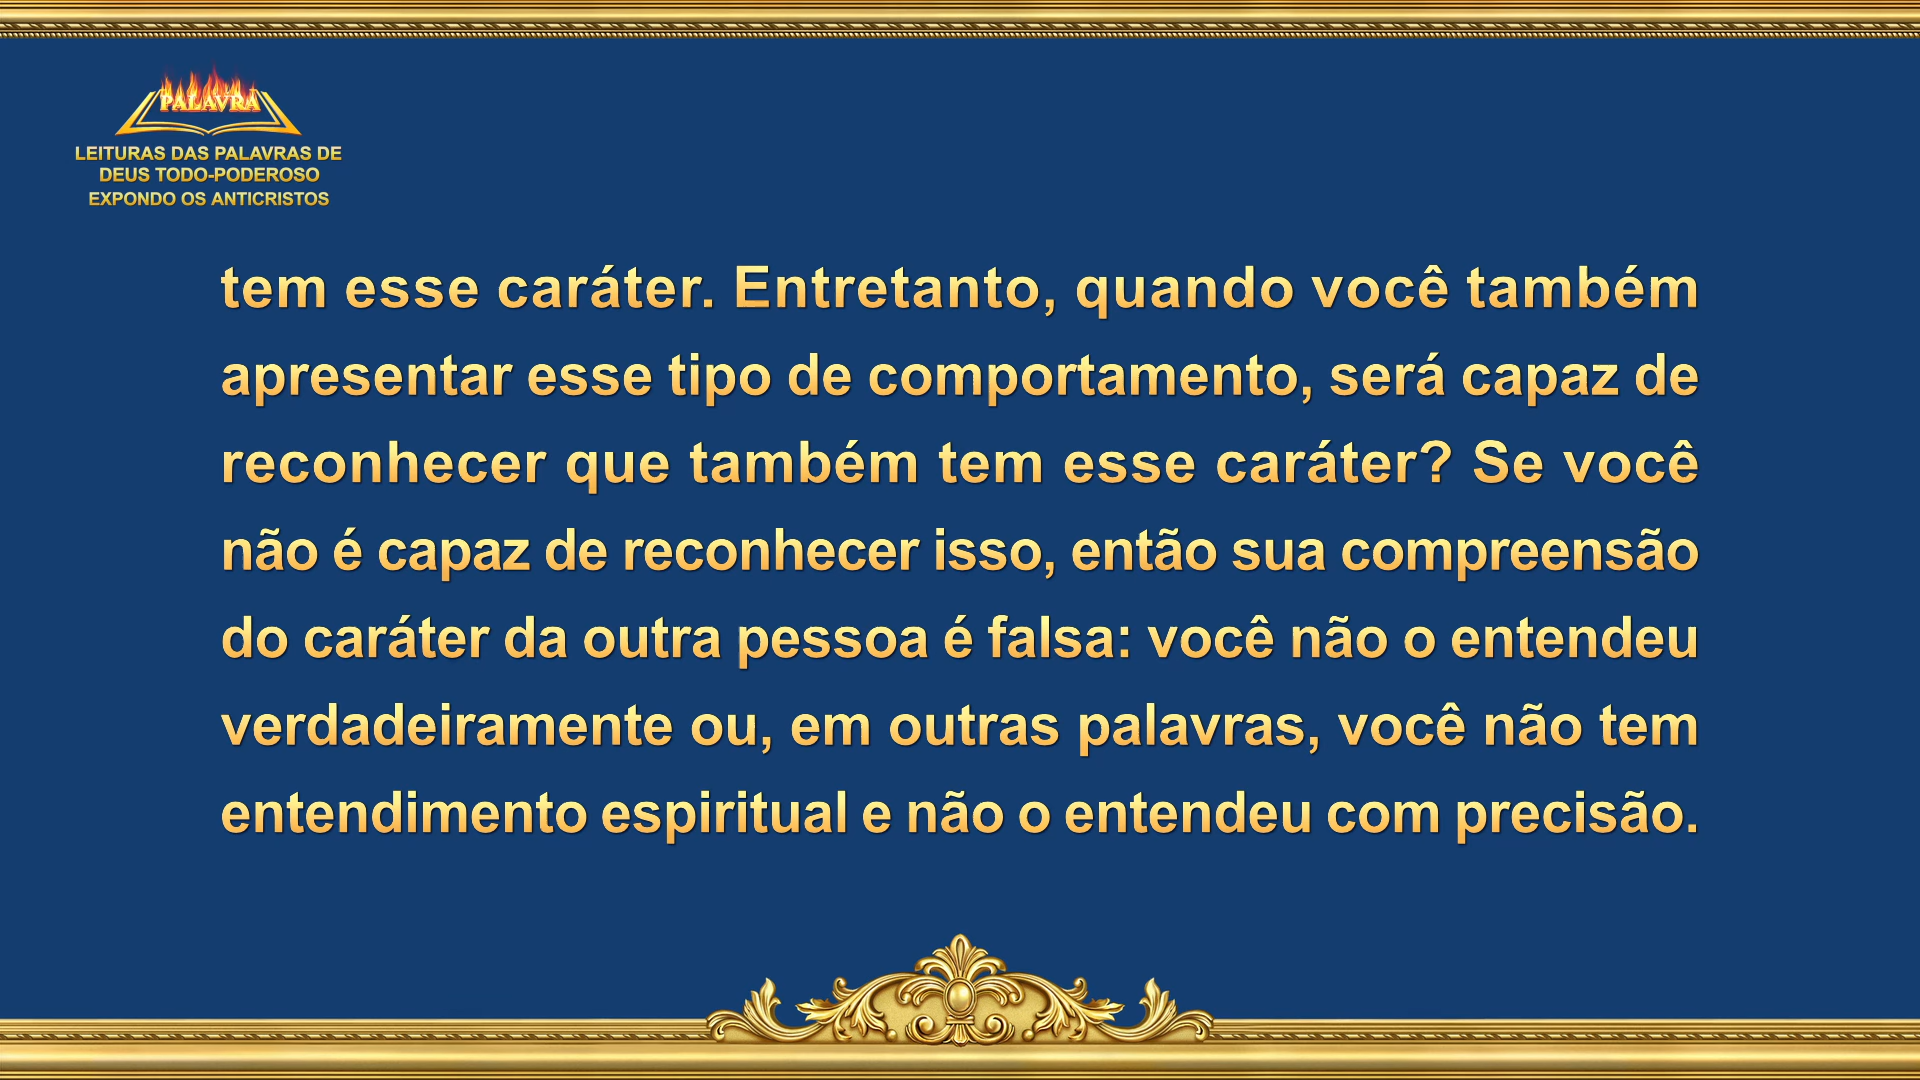 PALAVRA
LEITURAS DAS PALAVRAS DE
DEUS TODO-PODEROSO
EXPONDO OS ANTICRISTOS
tem esse caráter. Entretanto, quando você também
apresentar esse tipo de comportamento, será capaz de
reconhecer que também tem esse caráter? Se você
não é capaz de reconhecer isso, então sua compreensão
do caráter da outra pessoa é falsa: você não o entendeu
verdadeiramente ou, em outras palavras, você não tem
entendimento espiritual e não o entendeu com precisão.